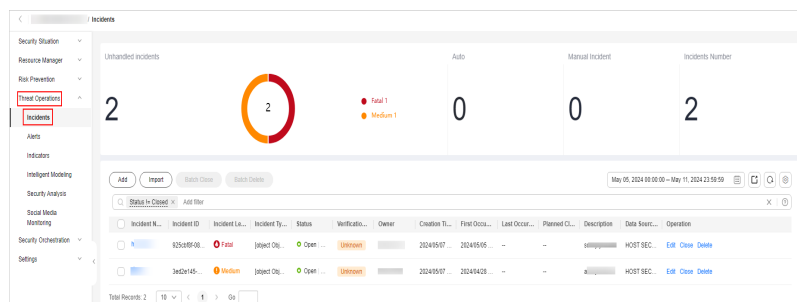 / Incidents
Security Situation
Resource Manager
Risk Prevention
Threat Operations
Incidents
Alerts
Indicators
Intelligent Modeling
Security Analysis
Social Media
Monitoring
Security Orchestration
Settings
Unhandled incidents
Auto
Manual Incident
Incidents Number
2
2
Fatal 1
Medium 1
0
0
2
Add
Import
Batch Close
Batch Delete
May 05, 2024 00:00:00 – May 11, 2024 23:59:59
Status != Closed × Add filter
Incident N... Incident ID Incident Le... Incident Ty... Status Verificatio... Owner Creation Ti... First Occu... Last Occur... Planned Cl... Description Data Sourc... Operation
925cbf8f-08... Fatal [object Obj... Open Unknown 2024/05/07 ... 2024/05/05 ... -- -- HOST SEC... Edit Close Delete
3ed2e145-... Medium [object Obj... Open Unknown 2024/05/07 ... 2024/04/28 ... -- -- HOST SEC... Edit Close Delete
Total Records: 2 10 < 1 > Go